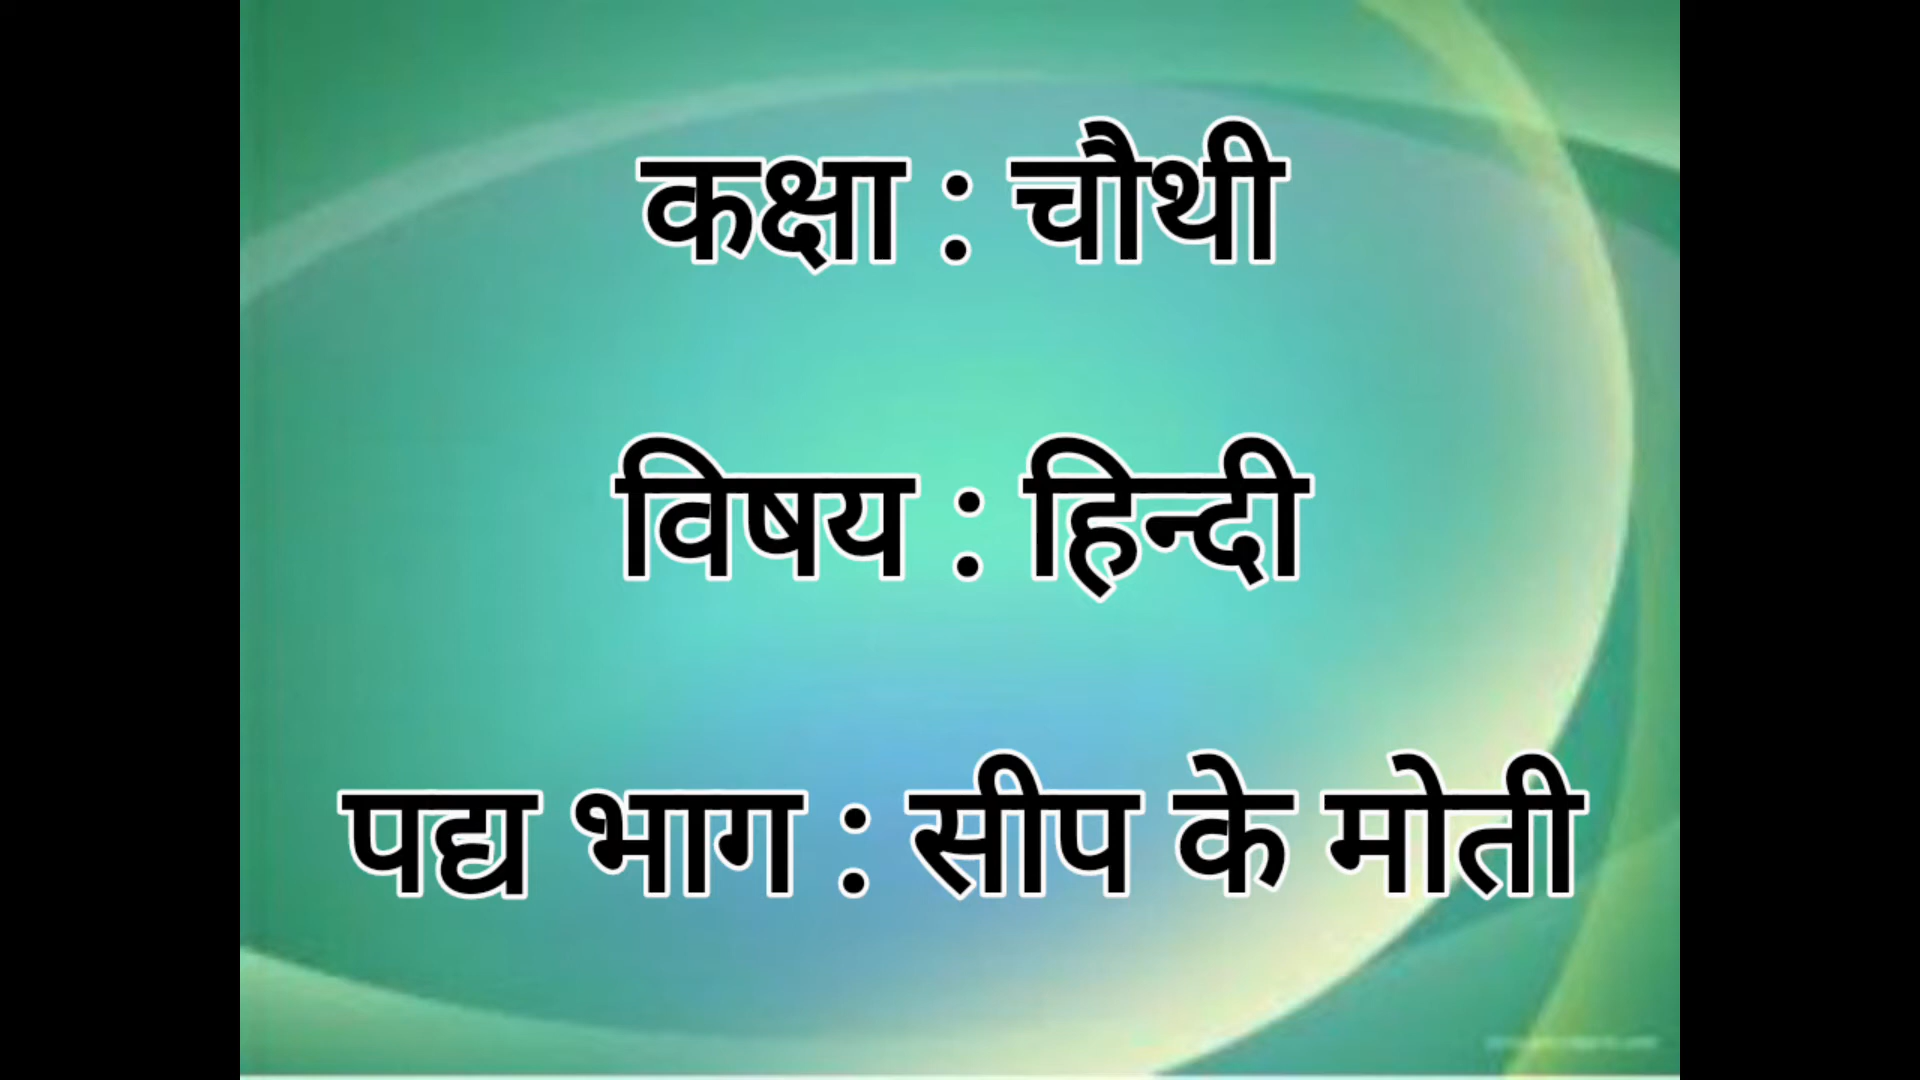 कक्षा : चौथी
विषय : हिन्दी
पद्य भाग : सीप के मोती